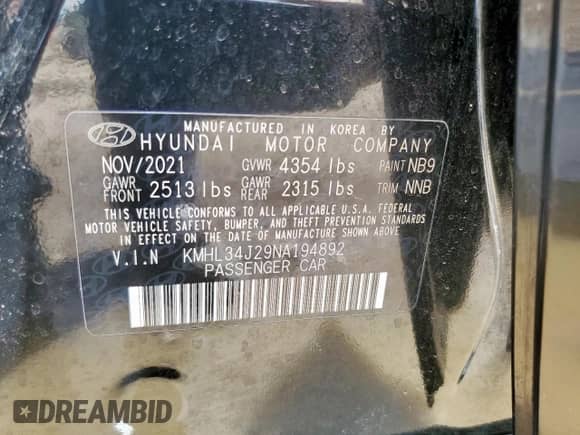 MANUFACTURED IN KOREA BY
HYUNDAI MOTOR COMPANY
NOV/2021 GVWR 4354 lbs PAINT NB9
GAWR FRONT 2513 lbs GAWR REAR 2315 lbs TRIM NNB
THIS VEHICLE CONFORMS TO ALL APPLICABLE U.S.A. FEDERAL
MOTOR VEHICLE SAFETY, BUMPER, AND THEFT PREVENTION STANDARDS
IN EFFECT ON THE DATE OF MANUFACTURE SHOWN ABOVE.
V.I.N KMHL34J29NA194892
PASSENGER CAR
DREAMBID